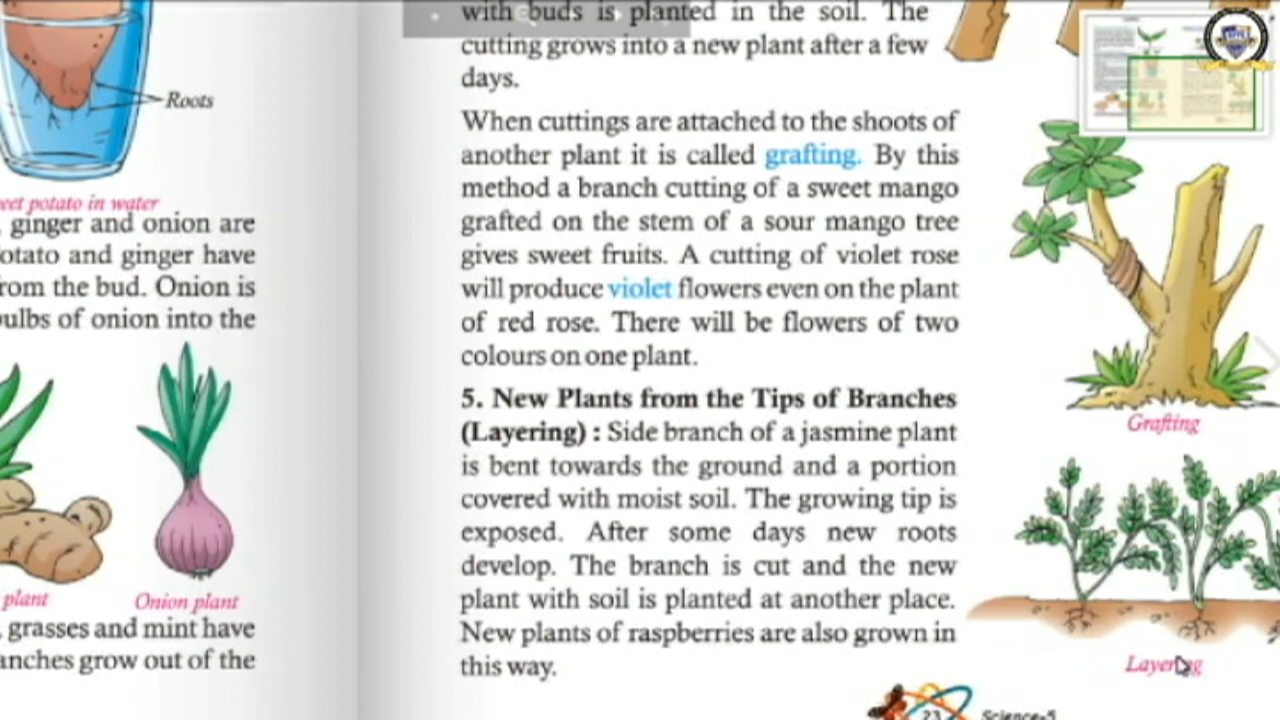 Roots
eet potato in water
, ginger and onion are
otato and ginger have
rom the bud. Onion is
ulbs of onion into the
plant
Onion plant
, grasses and mint have
anches grow out of the
with buds is planted in the soil. The
cutting grows into a new plant after a few
days.
When cuttings are attached to the shoots of
another plant it is called grafting. By this
method a branch cutting of a sweet mango
grafted on the stem of a sour mango tree
gives sweet fruits. A cutting of violet rose
will produce violet flowers even on the plant
of red rose. There will be flowers of two
colours on one plant.
5. New Plants from the Tips of Branches
(Layering) : Side branch of a jasmine plant
is bent towards the ground and a portion
covered with moist soil. The growing tip is
exposed. After some days new roots
develop. The branch is cut and the new
plant with soil is planted at another place.
New plants of raspberries are also grown in
this way.
Grafting
Layering
23 Science-5